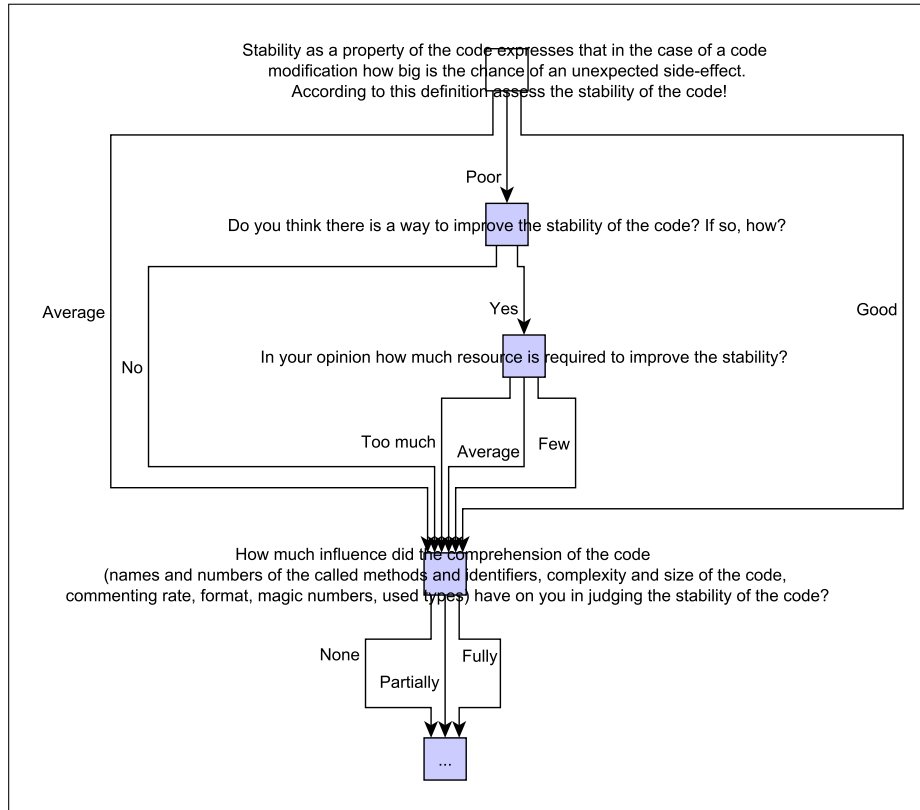 Stability as a property of the code expresses that in the case of a code
modification how big is the chance of an unexpected side-effect.
According to this definition assess the stability of the code!
Poor
Do you think there is a way to improve the stability of the code? If so, how?
Average
Good
Yes
No
In your opinion how much resource is required to improve the stability?
Too much
Average
Few
How much influence did the comprehension of the code
(names and numbers of the called methods and identifiers, complexity and size of the code,
commenting rate, format, magic numbers, used types) have on you in judging the stability of the code?
None
Fully
Partially
...